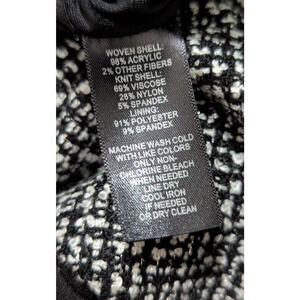 WOVEN SHELL:
98% ACRYLIC
2% OTHER FIBERS
KNIT SHELL:
69% VISCOSE
26% NYLON
5% SPANDEX
LINING:
91% POLYESTER
9% SPANDEX
MACHINE WASH COLD
WITH LIKE COLORS
ONLY NON-
CHLORINE BLEACH
WHEN NEEDED
LINE DRY
COOL IRON
IF NEEDED
OR DRY CLEAN